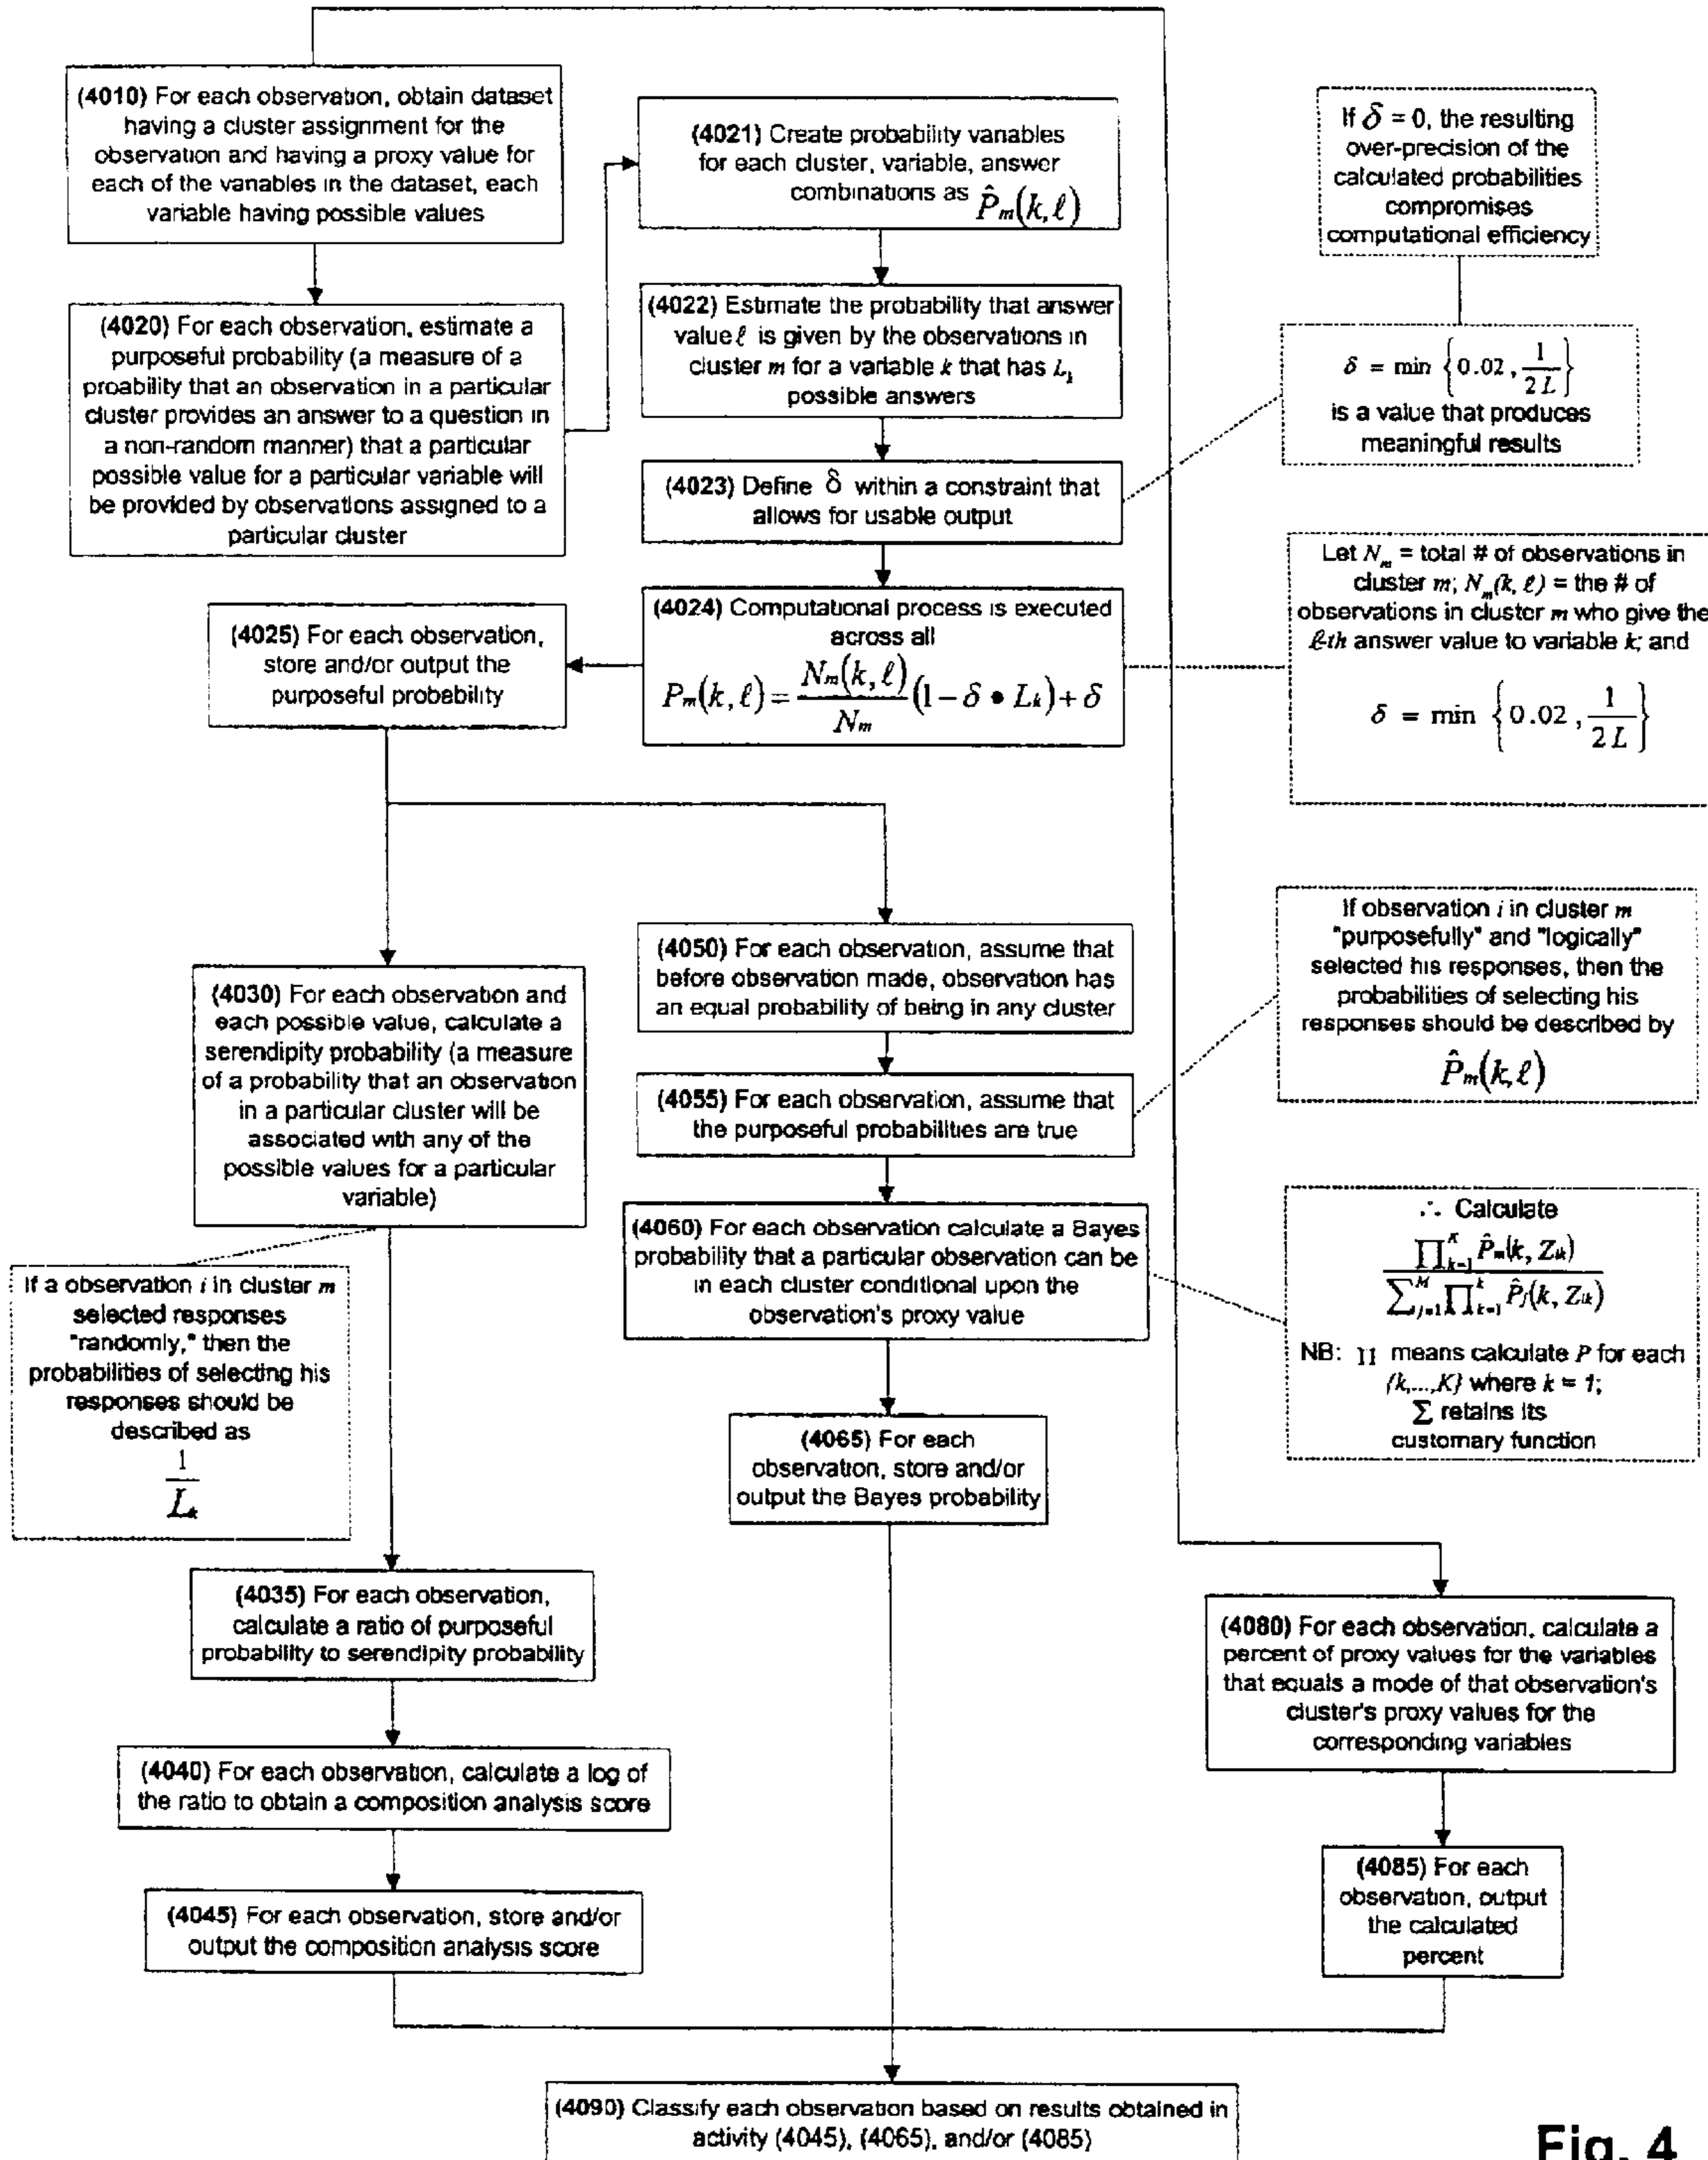 (4010) For each observation, obtain dataset
having a cluster assignment for the
observation and having a proxy value for
each of the variables in the dataset, each
variable having possible values
(4020) For each observation, estimate a
purposeful probability (a measure of a
proability that an observation in a particular
cluster provides an answer to a question in
a non-random manner) that a particular
possible value for a particular variable will
be provided by observations assigned to a
particular cluster
(4021) Create probability variables
for each cluster, variable, answer
combinations as P̂m(k,ℓ)
(4022) Estimate the probability that answer
value ℓ is given by the observations in
cluster m for a variable k that has Lk
possible answers
(4023) Define δ within a constraint that
allows for usable output
(4024) Computational process is executed
across all
Pm(k,ℓ) = Nm(k,ℓ)/Nm (1 – δ • Lk) + δ
(4025) For each observation,
store and/or output the
purposeful probability
If δ = 0, the resulting
over-precision of the
calculated probabilities
compromises
computational efficiency
δ = min {0.02, 1/2L}
is a value that produces
meaningful results
Let Nm = total # of observations in
cluster m; Nm(k, ℓ) = the # of
observations in cluster m who give the
ℓ-th answer value to variable k; and
δ = min {0.02, 1/2L}
(4030) For each observation and
each possible value, calculate a
serendipity probability (a measure
of a probability that an observation
in a particular cluster will be
associated with any of the
possible values for a particular
variable)
If a observation i in cluster m
selected responses
"randomly," then the
probabilities of selecting his
responses should be
described as
1/Lk
(4035) For each observation,
calculate a ratio of purposeful
probability to serendipity probability
(4040) For each observation, calculate a log of
the ratio to obtain a composition analysis score
(4045) For each observation, store and/or
output the composition analysis score
(4050) For each observation, assume that
before observation made, observation has
an equal probability of being in any cluster
(4055) For each observation, assume that
the purposeful probabilities are true
(4060) For each observation calculate a Bayes
probability that a particular observation can be
in each cluster conditional upon the
observation's proxy value
(4065) For each
observation, store and/or
output the Bayes probability
If observation i in cluster m
"purposefully" and "logically"
selected his responses, then the
probabilities of selecting his
responses should be described by
P̂m(k,ℓ)
∴ Calculate
∏k=1^K P̂m(k, Zik)
∑j=1^M ∏k=1^k P̂j(k, Zik)
NB: ∏ means calculate P for each
{k,...,K} where k = 1;
∑ retains its
customary function
(4080) For each observation, calculate a
percent of proxy values for the variables
that equals a mode of that observation's
cluster's proxy values for the
corresponding variables
(4085) For each
observation, output
the calculated
percent
(4090) Classify each observation based on results obtained in
activity (4045), (4065), and/or (4085)
Fig. 4